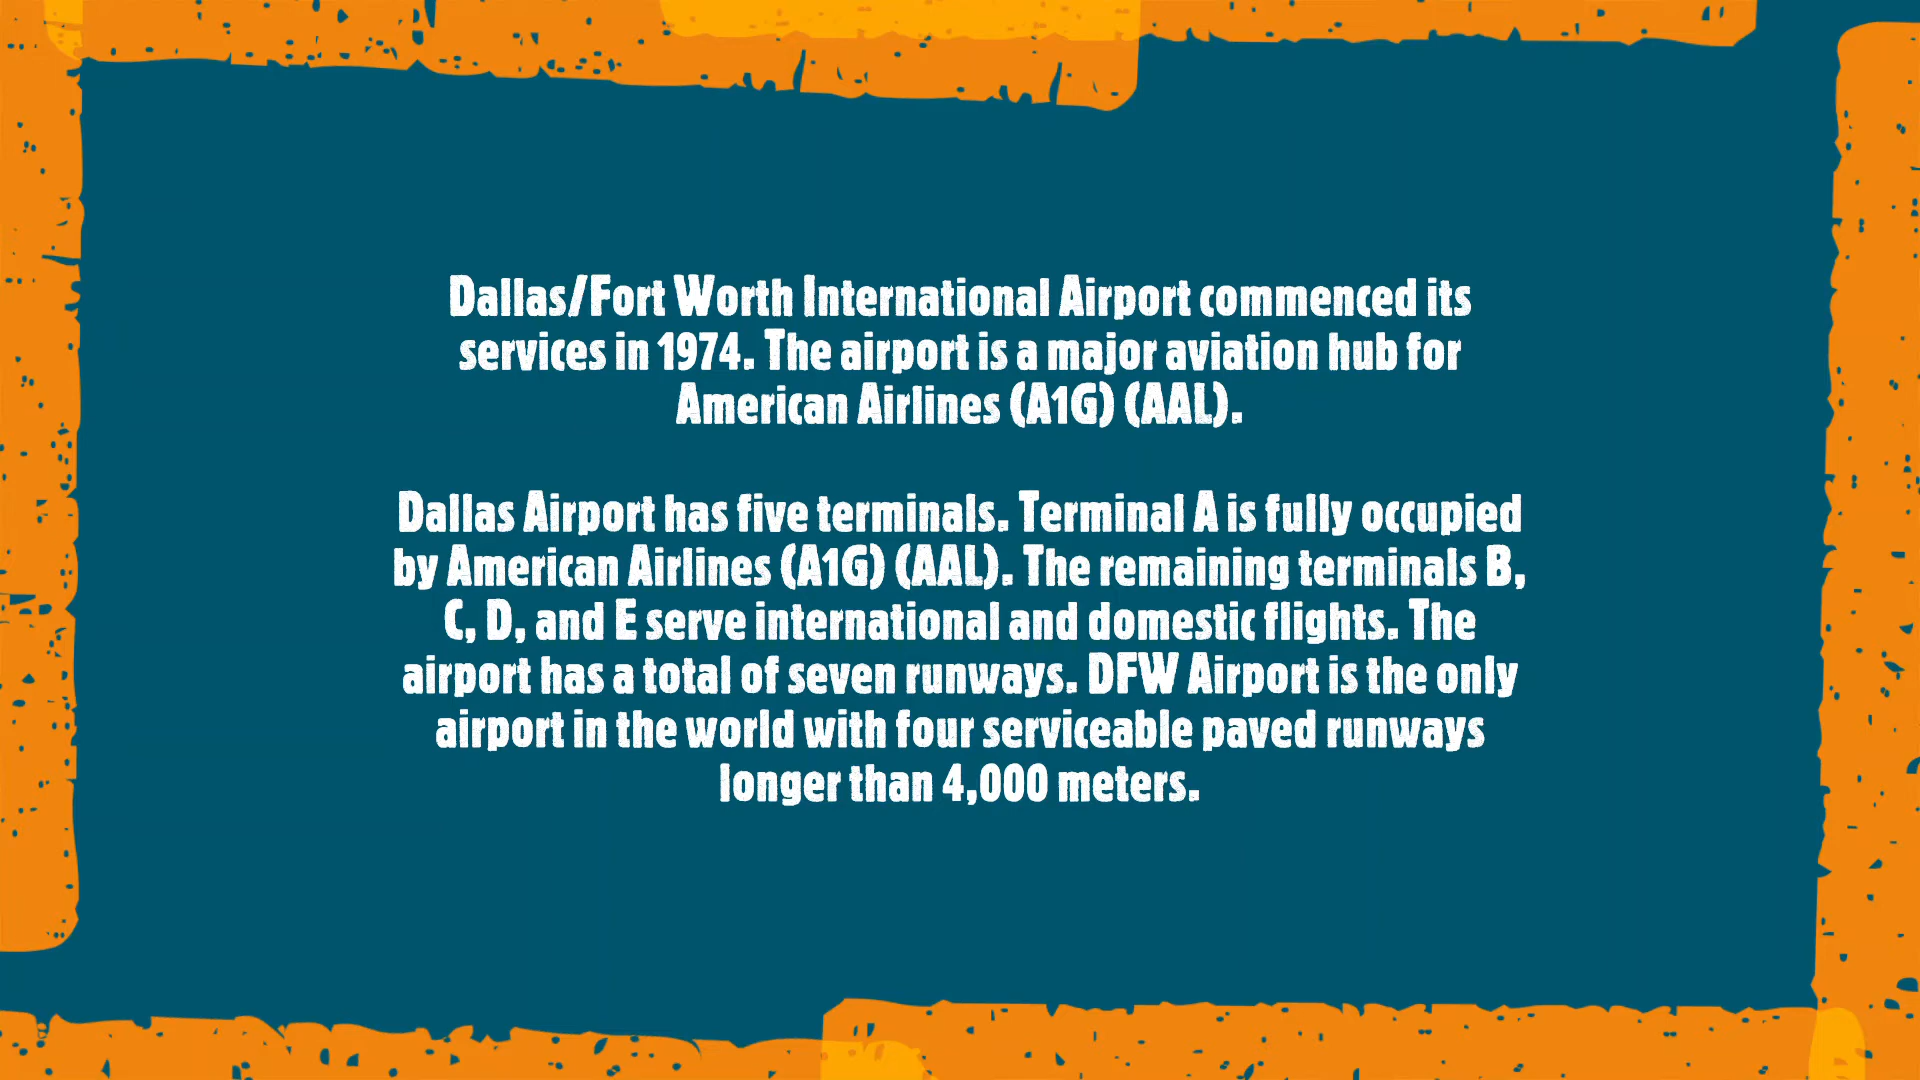 Dallas/Fort Worth International Airport commenced its
services in 1974. The airport is a major aviation hub for
American Airlines (A1G) (AAL).
Dallas Airport has five terminals. Terminal A is fully occupied
by American Airlines (A1G) (AAL). The remaining terminals B,
C, D, and E serve international and domestic flights. The
airport has a total of seven runways. DFW Airport is the only
airport in the world with four serviceable paved runways
longer than 4,000 meters.